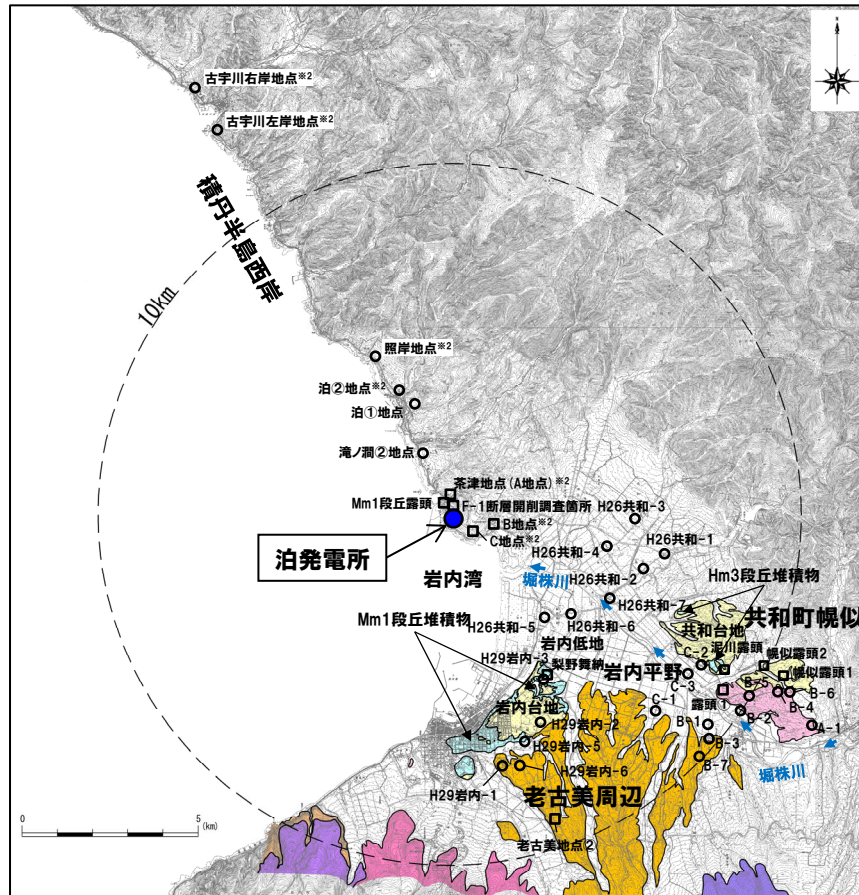 N
古宇川右岸地点※2
古宇川左岸地点※2
積丹半島西岸
10km
照岸地点※2
泊②地点※2
泊①地点
滝ノ澗②地点
茶津地点(A地点)※2
Mm1段丘露頭
F-1断層開削調査箇所
H26共和-3
B地点※2
C地点※2
泊発電所
H26共和-4
H26共和-1
岩内湾
堀株川
H26共和-2
Hm3段丘堆積物
H26共和-7
Mm1段丘堆積物
H26共和-5
H26共和-6
共和町幌似
共和台地
岩内低地
泥川露頭
H29岩内-3
梨野舞納
C-2
幌似露頭2
岩内平野
幌似露頭1
C-3
B-5
B-6
岩内台地
C-1
露頭①
B-4
H29岩内-2
B-1
B-2
A-1
H29岩内-5
B-3
H29岩内-6
B-7
H29岩内-1
堀株川
老古美周辺
老古美地点2
0
5
(km)